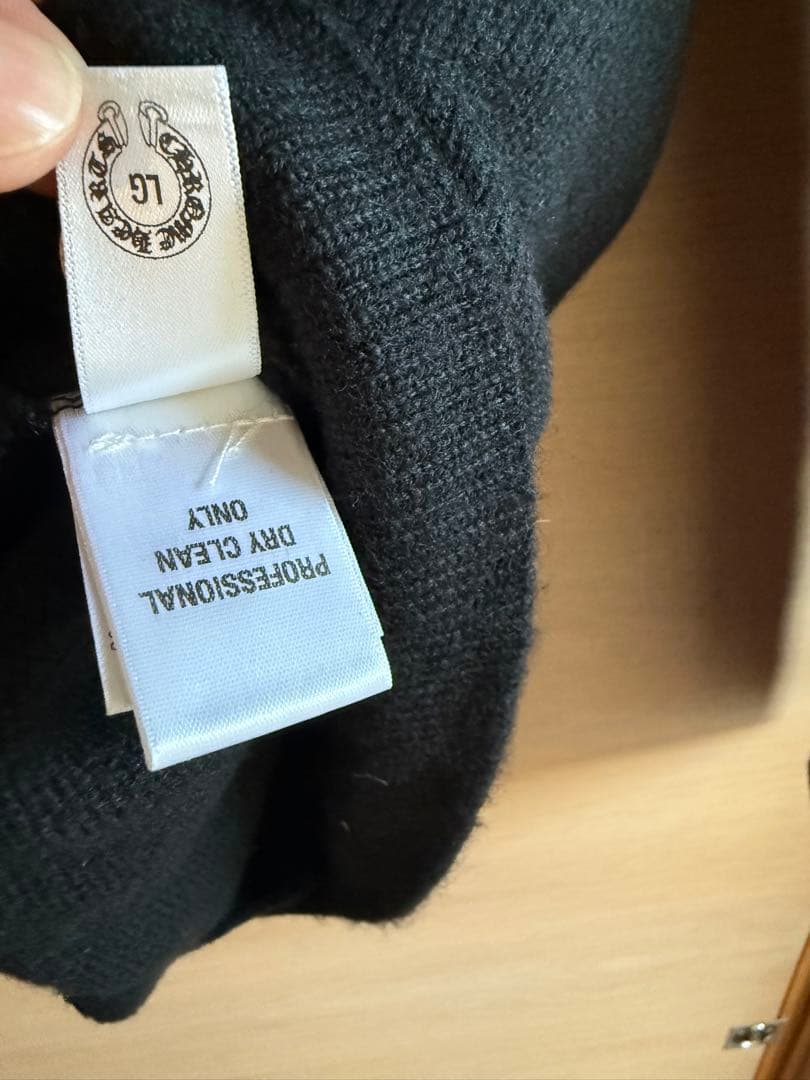 CHROME HEARTS
LG
PROFESSIONAL
DRY CLEAN
ONLY